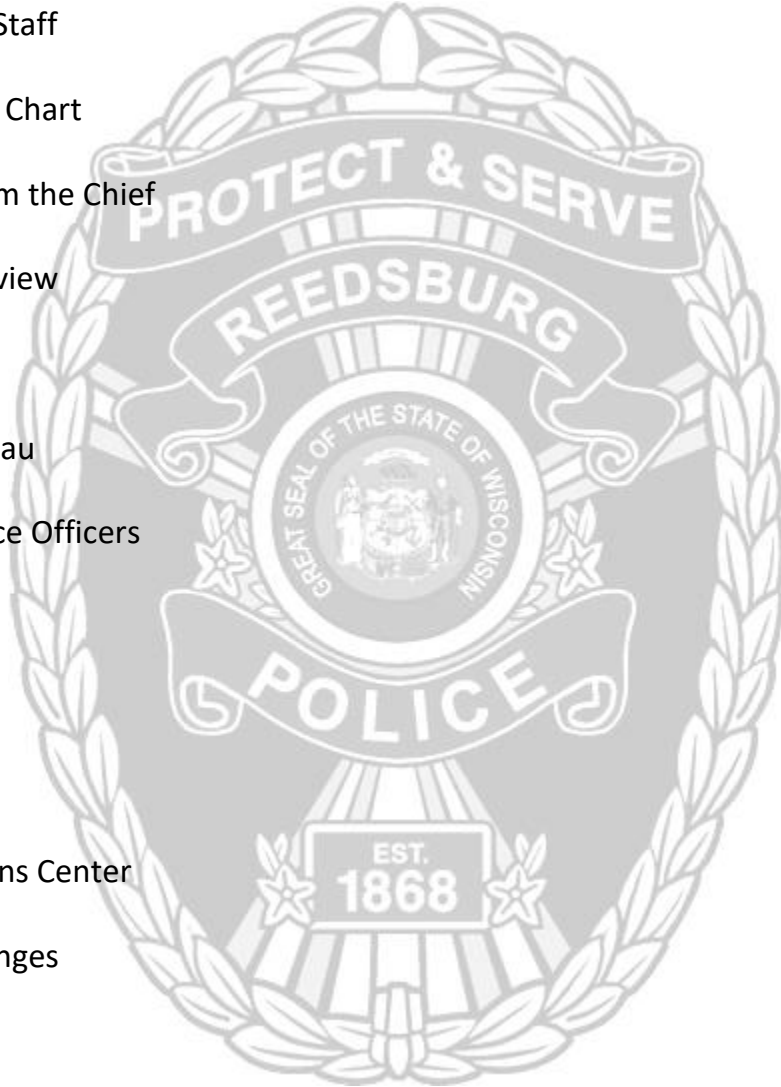 Staff
Chart
m the Chief
view
au
ce Officers
ns Center
nges
PROTECT & SERVE
REEDSBURG
GREAT SEAL OF THE STATE OF WISCONSIN
POLICE
EST.
1868